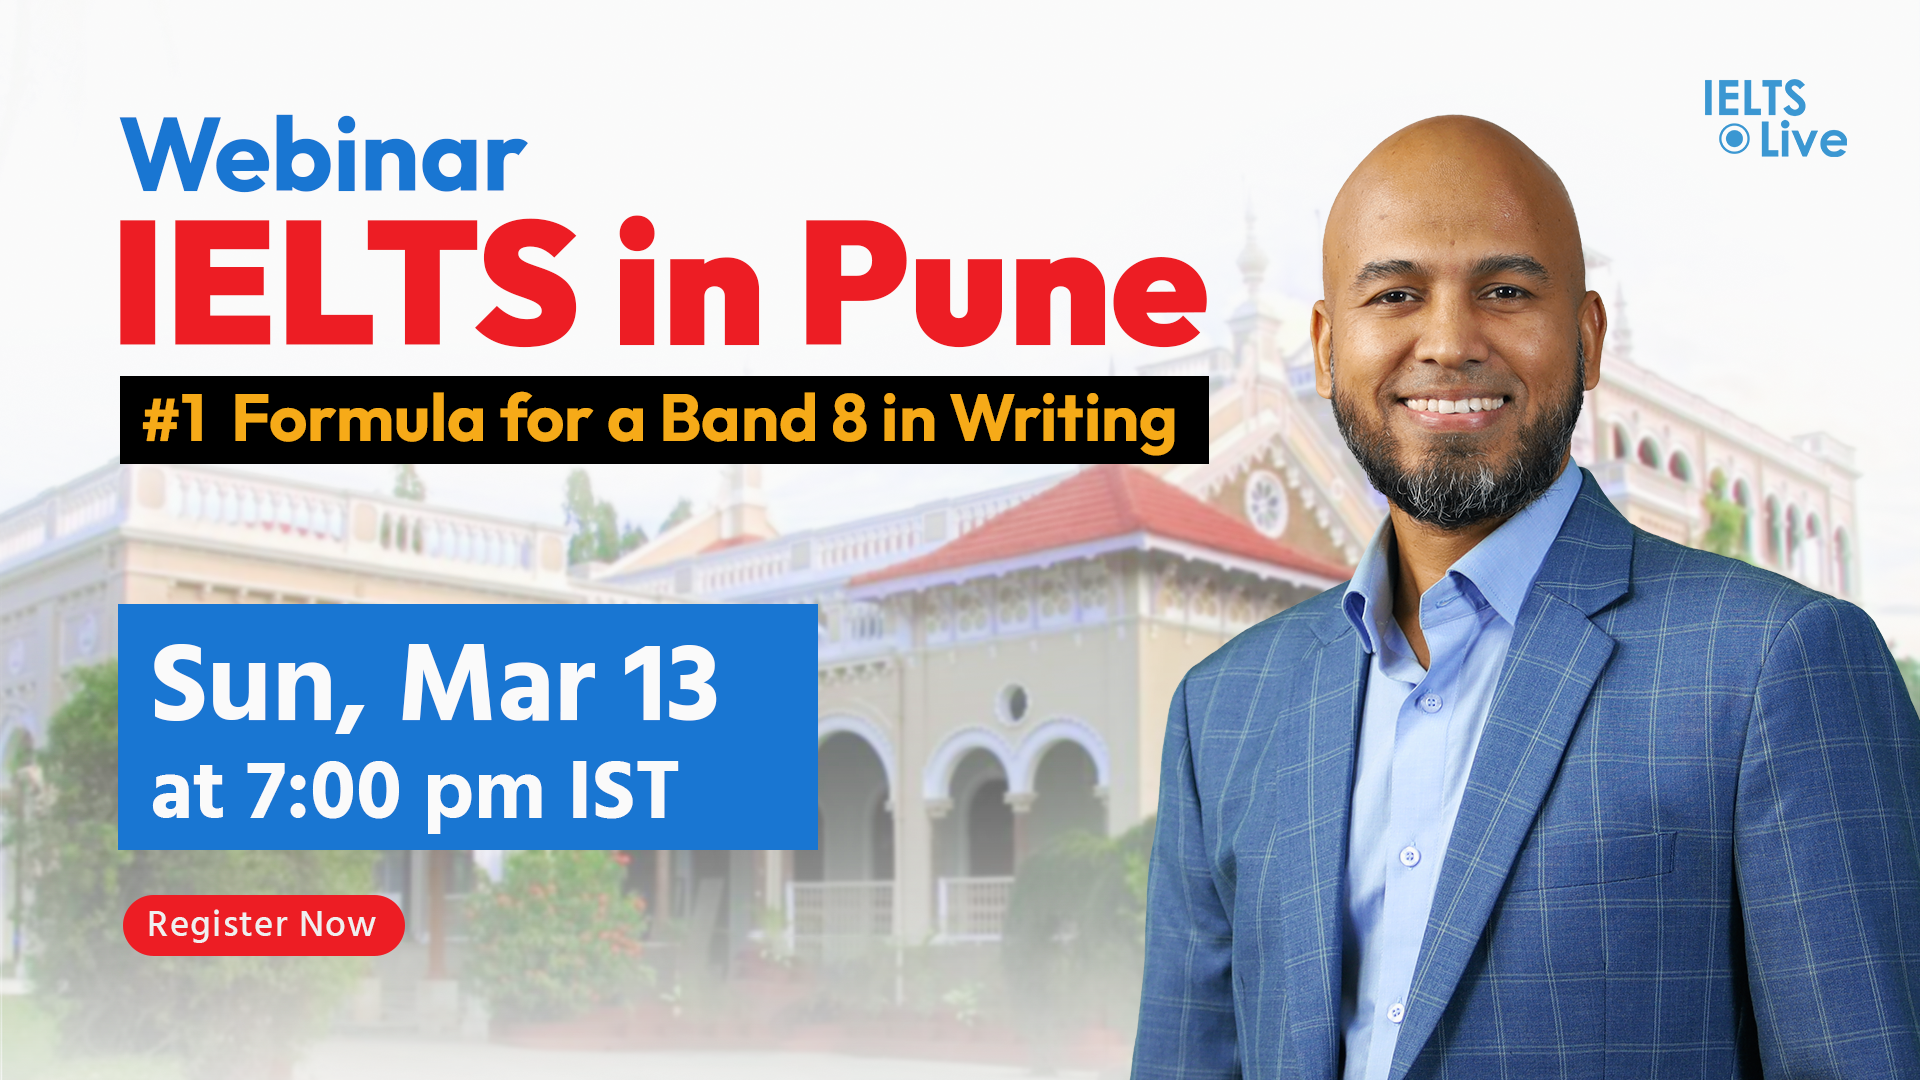 Webinar
IELTS in Pune
#1 Formula for a Band 8 in Writing
Sun, Mar 13
at 7:00 pm IST
Register Now
IELTS
Live